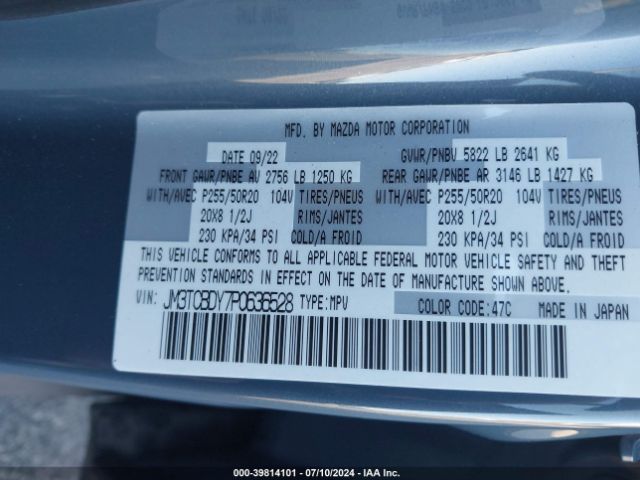 MFD. BY MAZDA MOTOR CORPORATION
DATE 09/22 GVWR/PNBV 5822 LB 2641 KG
FRONT GAWR/PNBE AV 2756 LB 1250 KG REAR GAWR/PNBE AR 3146 LB 1427 KG
WITH/AVEC P255/50R20 104V TIRES/PNEUS WITH/AVEC P255/50R20 104V TIRES/PNEUS
20X8 1/2J RIMS/JANTES 20X8 1/2J RIMS/JANTES
230 KPA/34 PSI COLD/A FROID 230 KPA/34 PSI COLD/A FROID
THIS VEHICLE CONFORMS TO ALL APPLICABLE FEDERAL MOTOR VEHICLE SAFETY AND THEFT
PREVENTION STANDARDS IN EFFECT ON THE DATE OF MANUFACTURE SHOWN ABOVE.
VIN: JM3TCBDY7P0636528 TYPE:MPV COLOR CODE:47C MADE IN JAPAN
000-39814101 - 07/10/2024 - IAA Inc.